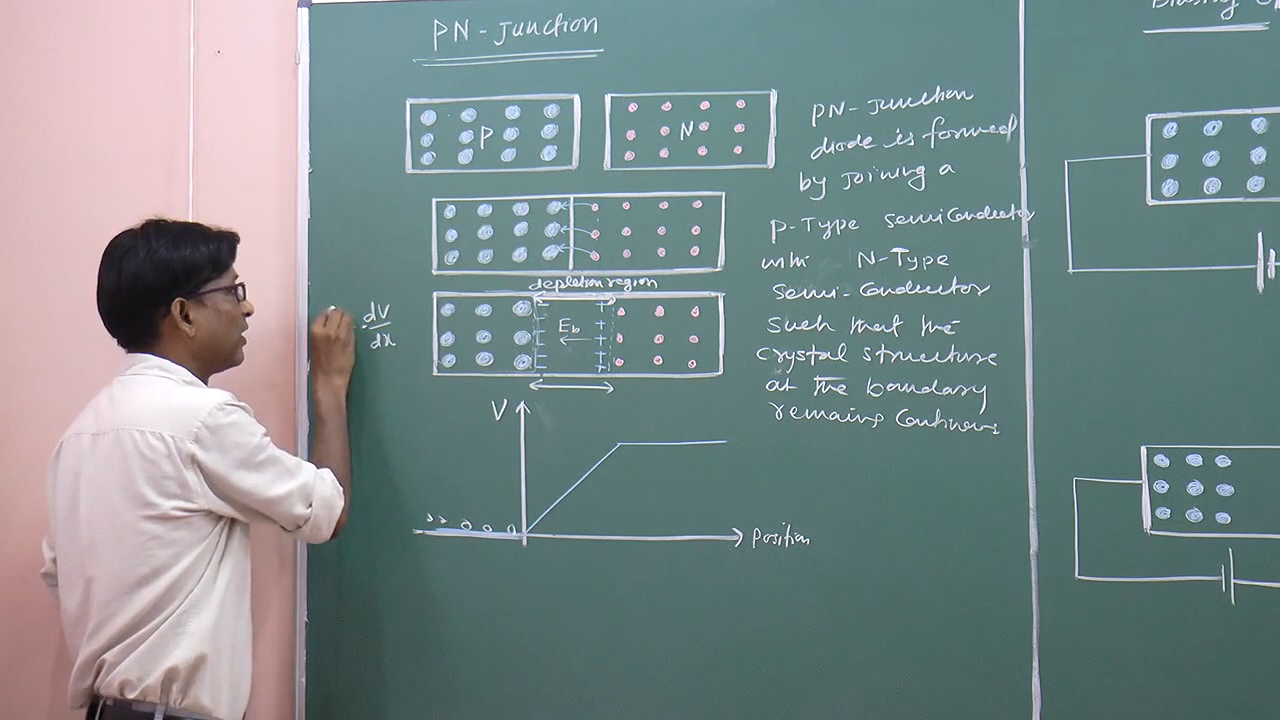 PN-Junction
P
N
PN-Junction
diode is formed
by joining a
P-Type semiconductor
with N-Type
semi-conductor
such that the
crystal structure
at the boundary
remains continous
depletion region
Eb
dV
dx
V
position